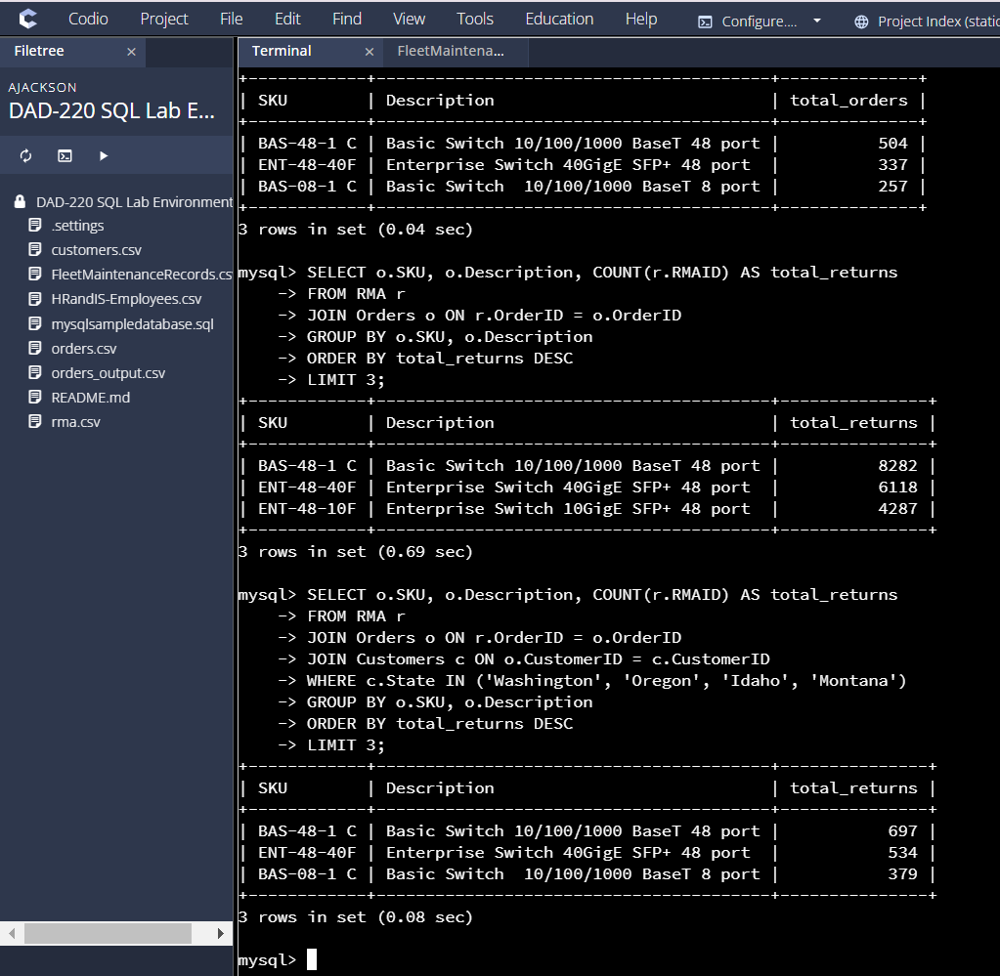 Codio Project File Edit Find View Tools Education Help Configure.... Project Index (static
Filetree × Terminal × FleetMaintena...
AJACKSON
DAD-220 SQL Lab E...
DAD-220 SQL Lab Environment
.settings
customers.csv
FleetMaintenanceRecords.cs
HRandIS-Employees.csv
mysqlsampledatabase.sql
orders.csv
orders_output.csv
README.md
rma.csv
+------------+----------------------------------------+--------------+
| SKU        | Description                            | total_orders |
+------------+----------------------------------------+--------------+
| BAS-48-1 C | Basic Switch 10/100/1000 BaseT 48 port |          504 |
| ENT-48-40F | Enterprise Switch 40GigE SFP+ 48 port  |          337 |
| BAS-08-1 C | Basic Switch  10/100/1000 BaseT 8 port |          257 |
+------------+----------------------------------------+--------------+
3 rows in set (0.04 sec)
mysql> SELECT o.SKU, o.Description, COUNT(r.RMAID) AS total_returns
    -> FROM RMA r
    -> JOIN Orders o ON r.OrderID = o.OrderID
    -> GROUP BY o.SKU, o.Description
    -> ORDER BY total_returns DESC
    -> LIMIT 3;
+------------+----------------------------------------+---------------+
| SKU        | Description                            | total_returns |
+------------+----------------------------------------+---------------+
| BAS-48-1 C | Basic Switch 10/100/1000 BaseT 48 port |          8282 |
| ENT-48-40F | Enterprise Switch 40GigE SFP+ 48 port  |          6118 |
| ENT-48-10F | Enterprise Switch 10GigE SFP+ 48 port  |          4287 |
+------------+----------------------------------------+---------------+
3 rows in set (0.69 sec)
mysql> SELECT o.SKU, o.Description, COUNT(r.RMAID) AS total_returns
    -> FROM RMA r
    -> JOIN Orders o ON r.OrderID = o.OrderID
    -> JOIN Customers c ON o.CustomerID = c.CustomerID
    -> WHERE c.State IN ('Washington', 'Oregon', 'Idaho', 'Montana')
    -> GROUP BY o.SKU, o.Description
    -> ORDER BY total_returns DESC
    -> LIMIT 3;
+------------+----------------------------------------+---------------+
| SKU        | Description                            | total_returns |
+------------+----------------------------------------+---------------+
| BAS-48-1 C | Basic Switch 10/100/1000 BaseT 48 port |           697 |
| ENT-48-40F | Enterprise Switch 40GigE SFP+ 48 port  |           534 |
| BAS-08-1 C | Basic Switch  10/100/1000 BaseT 8 port |           379 |
+------------+----------------------------------------+---------------+
3 rows in set (0.08 sec)
mysql>